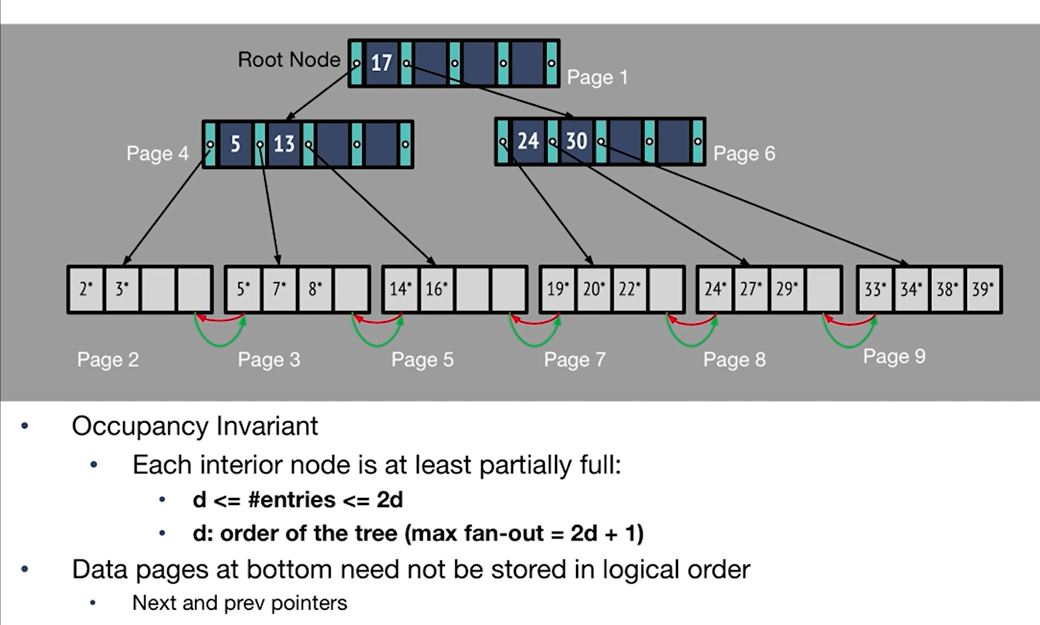 Root Node 17 Page 1
Page 4 5 13 24 30 Page 6
2* 3* 5* 7* 8* 14* 16* 19* 20* 22* 24* 27* 29* 33* 34* 38* 39*
Page 2 Page 3 Page 5 Page 7 Page 8 Page 9
• Occupancy Invariant
• Each interior node is at least partially full:
• d <= #entries <= 2d
• d: order of the tree (max fan-out = 2d + 1)
• Data pages at bottom need not be stored in logical order
• Next and prev pointers